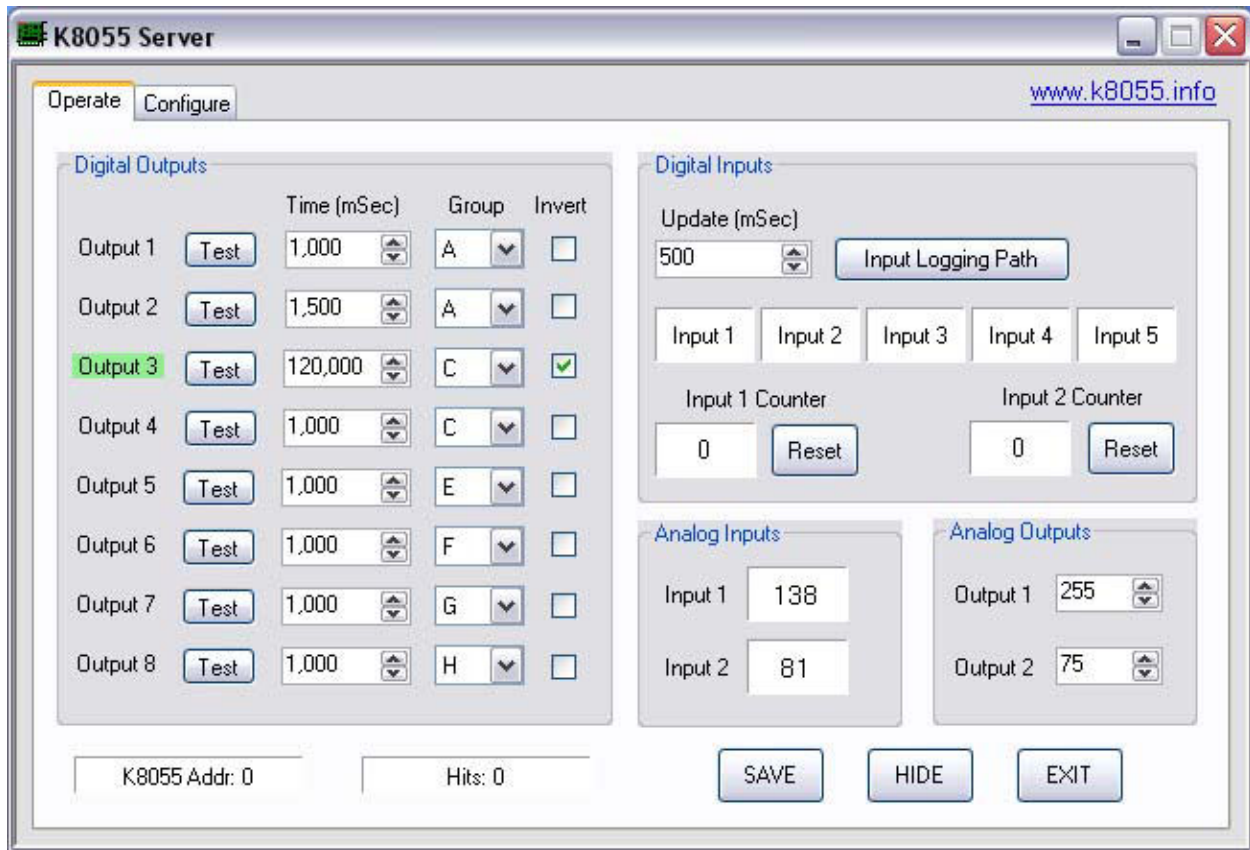 K8055 Server
Operate
Configure
www.k8055.info
Digital Outputs
Time (mSec) Group Invert
Output 1 Test 1,000 A
Output 2 Test 1,500 A
Output 3 Test 120,000 C
Output 4 Test 1,000 C
Output 5 Test 1,000 E
Output 6 Test 1,000 F
Output 7 Test 1,000 G
Output 8 Test 1,000 H
Digital Inputs
Update (mSec)
500 Input Logging Path
Input 1 Input 2 Input 3 Input 4 Input 5
Input 1 Counter Input 2 Counter
0 Reset 0 Reset
Analog Inputs
Input 1 138
Input 2 81
Analog Outputs
Output 1 255
Output 2 75
K8055 Addr: 0 Hits: 0 SAVE HIDE EXIT